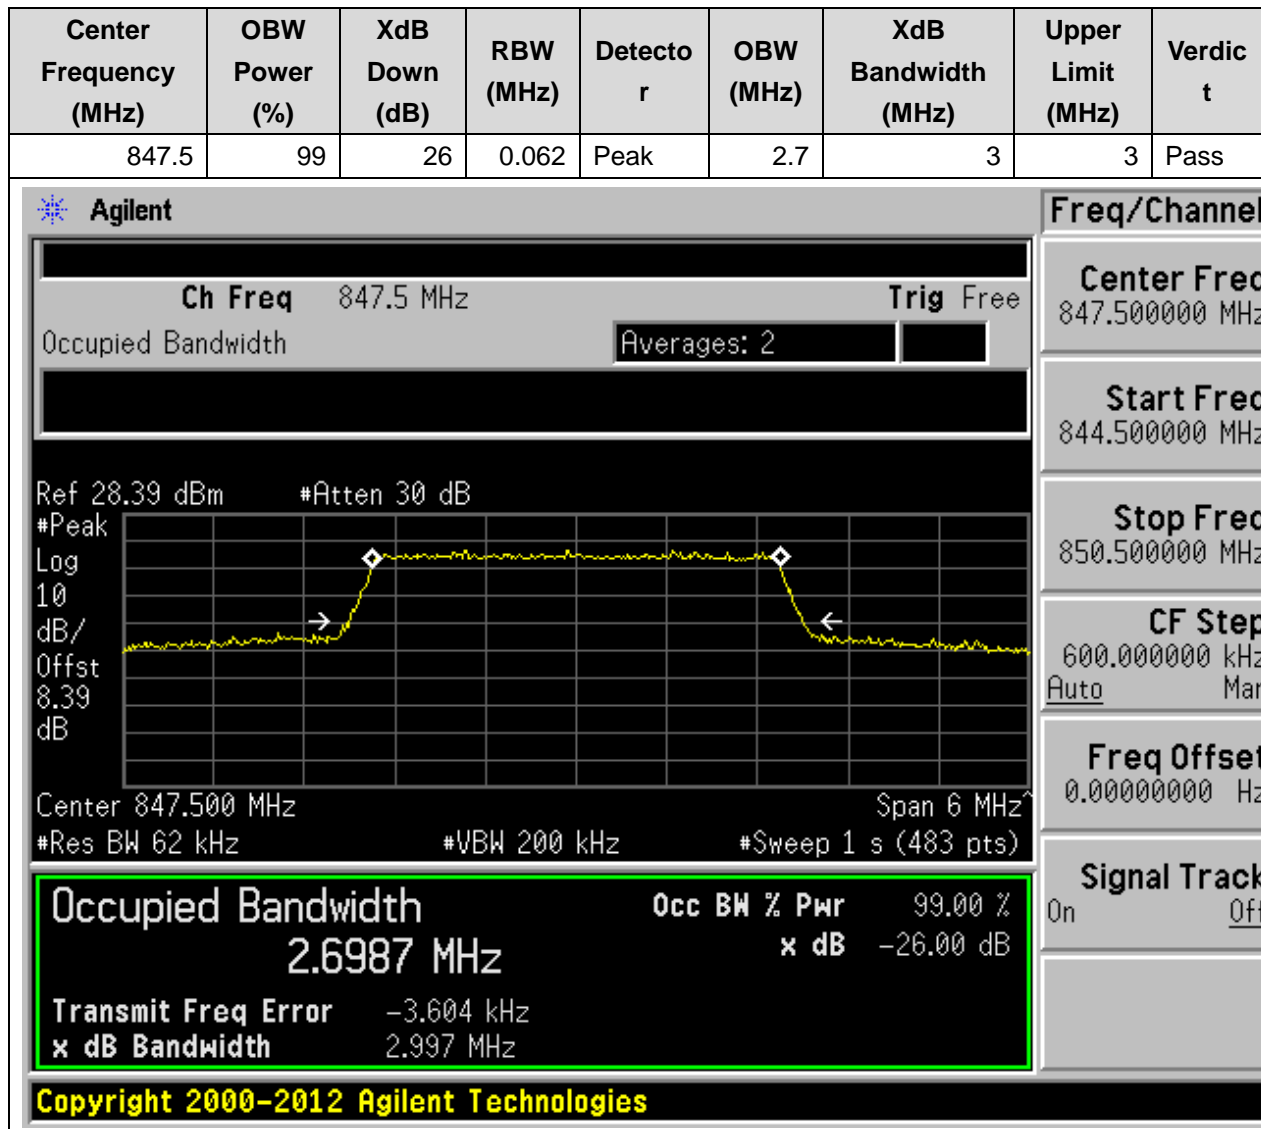 Center Frequency (MHz) OBW Power (%) XdB Down (dB) RBW (MHz) Detecto r OBW (MHz) XdB Bandwidth (MHz) Upper Limit (MHz) Verdic t
847.5 99 26 0.062 Peak 2.7 3 3 Pass
Agilent
Freq/Channel
Ch Freq 847.5 MHz Trig Free
Occupied Bandwidth Averages: 2
Center Freq
847.500000 MHz
Start Freq
844.500000 MHz
Stop Freq
850.500000 MHz
CF Step
600.000000 kHz
Auto Man
Freq Offset
0.00000000 Hz
Signal Track
On Off
Ref 28.39 dBm #Atten 30 dB
#Peak
Log
10
dB/
Offst
8.39
dB
Center 847.500 MHz Span 6 MHz^
#Res BW 62 kHz #VBW 200 kHz #Sweep 1 s (483 pts)
Occupied Bandwidth
2.6987 MHz
Occ BW % Pwr 99.00 %
x dB -26.00 dB
Transmit Freq Error -3.604 kHz
x dB Bandwidth 2.997 MHz
Copyright 2000-2012 Agilent Technologies